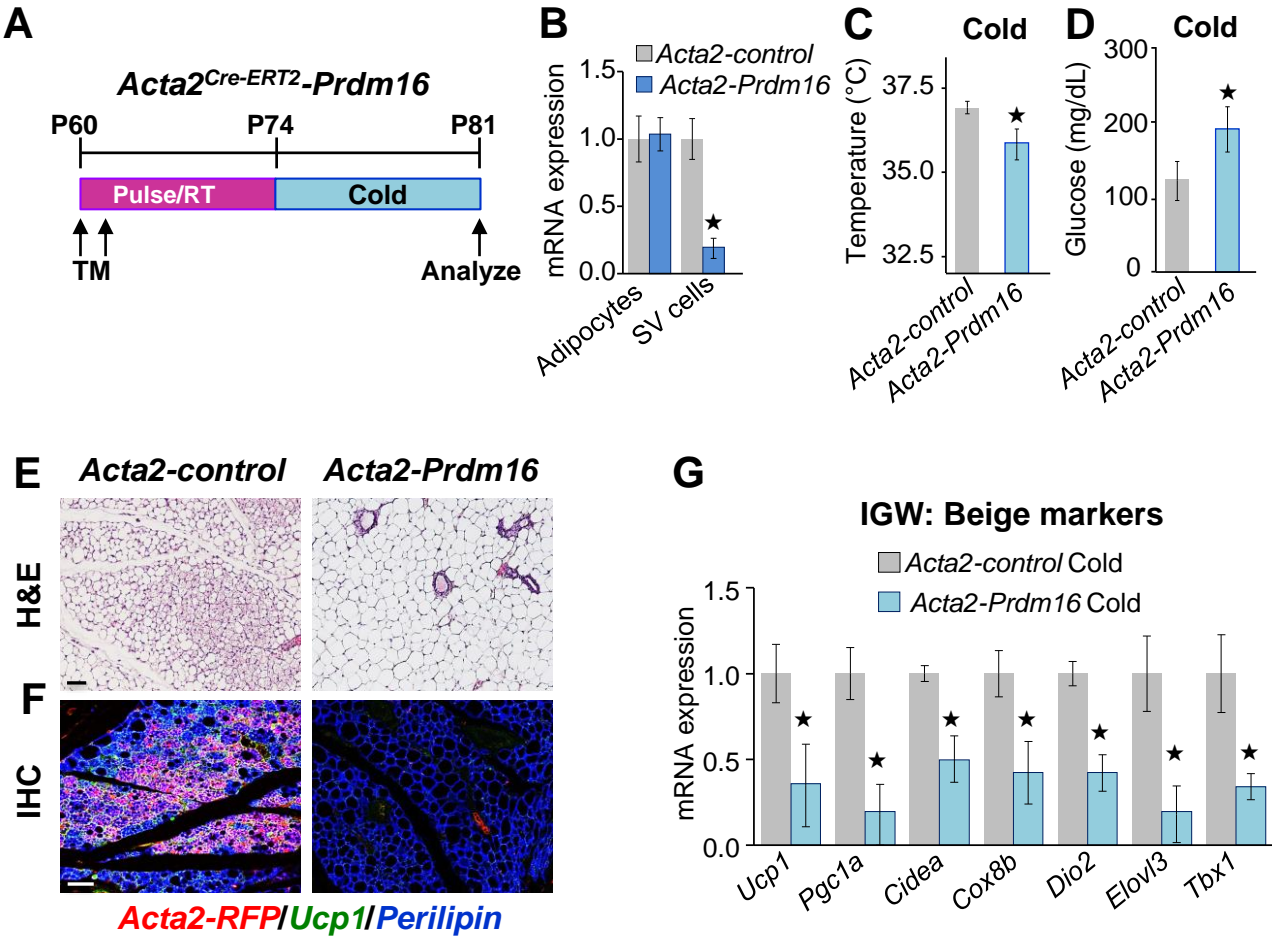 A
Acta2Cre-ERT2-Prdm16
P60 P74 P81
Pulse/RT Cold
TM Analyze
B
Acta2-control
Acta2-Prdm16
mRNA expression
1.5
1.0
0.5
0.0
Adipocytes
SV cells
★
C
Cold
Temperature (°C)
37.5
35.0
32.5
★
Acta2-control
Acta2-Prdm16
D
Cold
Glucose (mg/dL)
300
200
100
0
★
Acta2-control
Acta2-Prdm16
E
Acta2-control Acta2-Prdm16
H&E
F
IHC
Acta2-RFP/Ucp1/Perilipin
G
IGW: Beige markers
Acta2-control Cold
Acta2-Prdm16 Cold
mRNA expression
1.5
1.0
0.5
0.0
★ ★ ★ ★ ★ ★ ★
Ucp1 Pgc1a Cidea Cox8b Dio2 Elovl3 Tbx1